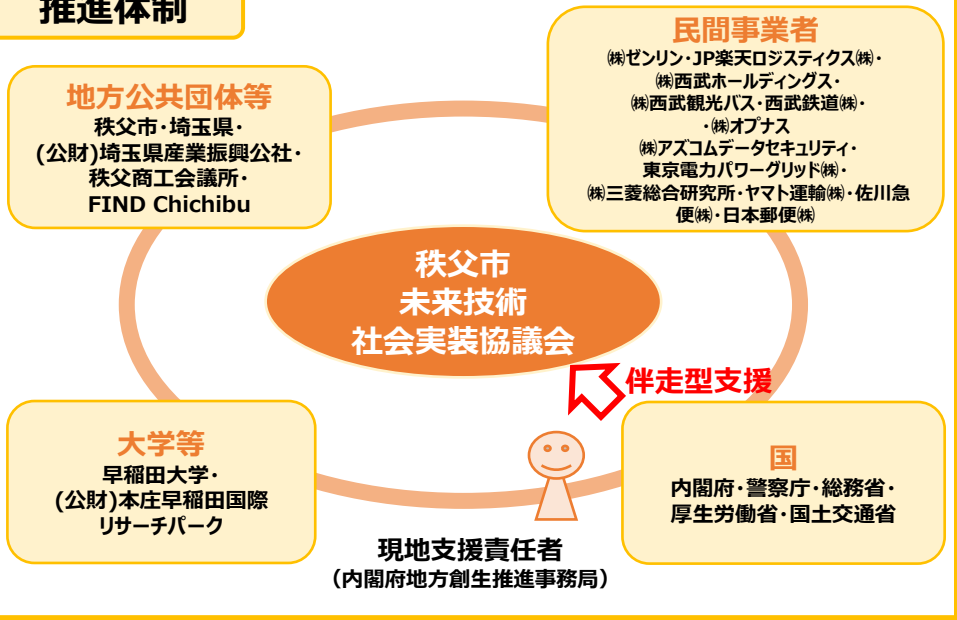 推進体制
地方公共団体等
秩父市･埼玉県･
(公財)埼玉県産業振興公社･
秩父商工会議所･
FIND Chichibu
民間事業者
㈱ゼンリン･JP楽天ロジスティクス㈱･
㈱西武ホールディングス･
㈱西武観光バス･西武鉄道㈱･
･㈱オプナス
㈱アズコムデータセキュリティ･
東京電力パワーグリッド㈱･
㈱三菱総合研究所･ヤマト運輸㈱･佐川急
便㈱･日本郵便㈱
秩父市
未来技術
社会実装協議会
伴走型支援
大学等
早稲田大学･
(公財)本庄早稲田国際
リサーチパーク
国
内閣府･警察庁･総務省･
厚生労働省･国土交通省
現地支援責任者
（内閣府地方創生推進事務局）